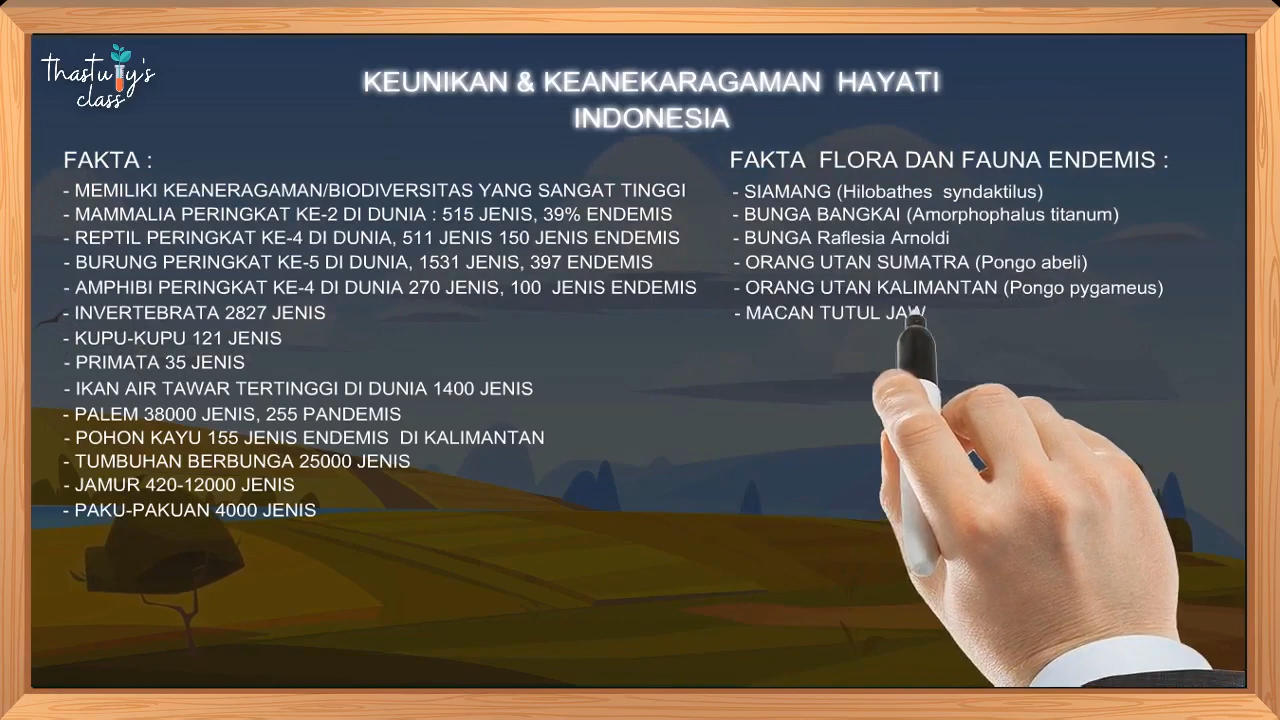 thastudy's
class
KEUNIKAN & KEANEKARAGAMAN HAYATI
INDONESIA
FAKTA :
- MEMILIKI KEANERAGAMAN/BIODIVERSITAS YANG SANGAT TINGGI
- MAMMALIA PERINGKAT KE-2 DI DUNIA : 515 JENIS, 39% ENDEMIS
- REPTIL PERINGKAT KE-4 DI DUNIA, 511 JENIS 150 JENIS ENDEMIS
- BURUNG PERINGKAT KE-5 DI DUNIA, 1531 JENIS, 397 ENDEMIS
- AMPHIBI PERINGKAT KE-4 DI DUNIA 270 JENIS, 100 JENIS ENDEMIS
- INVERTEBRATA 2827 JENIS
- KUPU-KUPU 121 JENIS
- PRIMATA 35 JENIS
- IKAN AIR TAWAR TERTINGGI DI DUNIA 1400 JENIS
- PALEM 38000 JENIS, 255 PANDEMIS
- POHON KAYU 155 JENIS ENDEMIS DI KALIMANTAN
- TUMBUHAN BERBUNGA 25000 JENIS
- JAMUR 420-12000 JENIS
- PAKU-PAKUAN 4000 JENIS
FAKTA FLORA DAN FAUNA ENDEMIS :
- SIAMANG (Hilobathes syndaktilus)
- BUNGA BANGKAI (Amorphophalus titanum)
- BUNGA Raflesia Arnoldi
- ORANG UTAN SUMATRA (Pongo abeli)
- ORANG UTAN KALIMANTAN (Pongo pygameus)
- MACAN TUTUL JAW